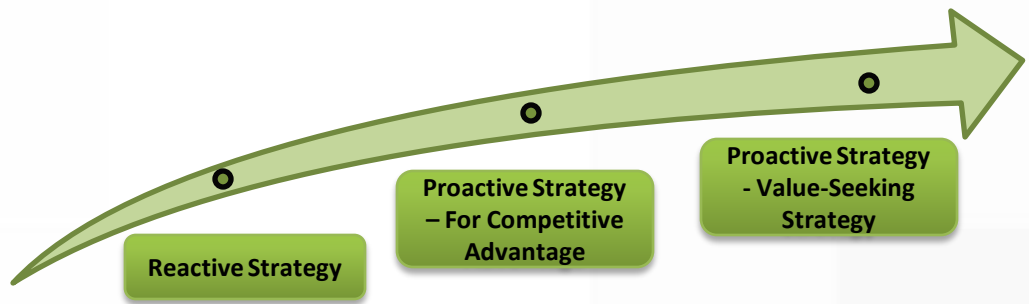 Reactive Strategy
Proactive Strategy
– For Competitive
Advantage
Proactive Strategy
- Value-Seeking
Strategy